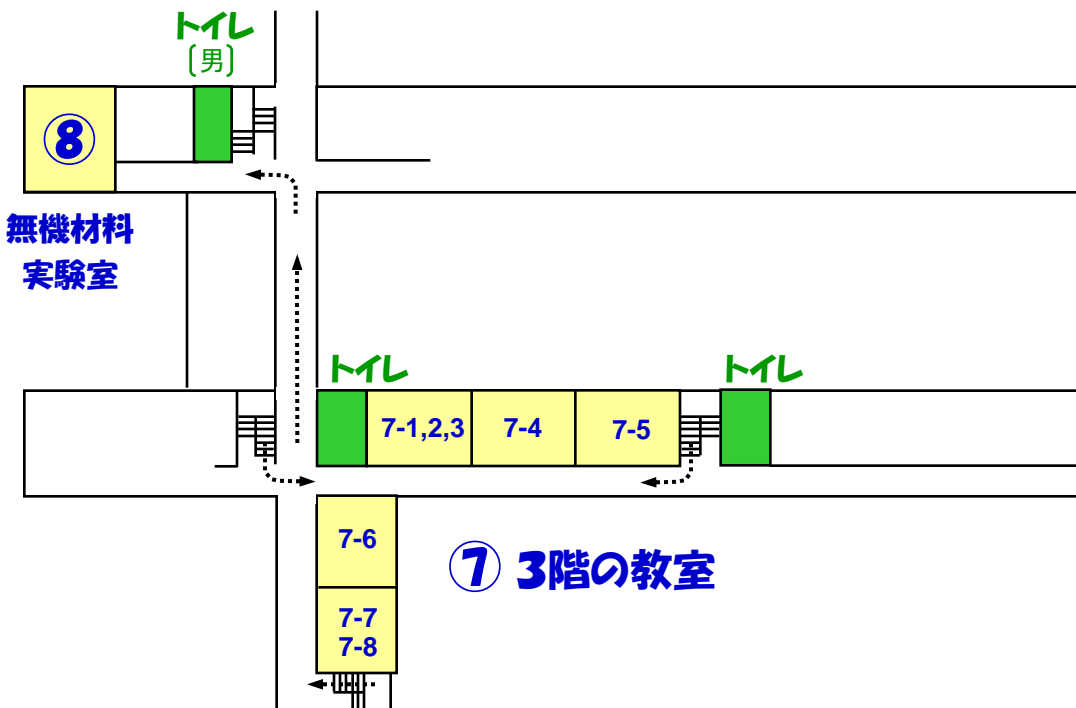 トイレ
[男]
⑧
無機材料
実験室
トイレ
トイレ
7-1,2,3
7-4
7-5
7-6
⑦ 3階の教室
7-7
7-8